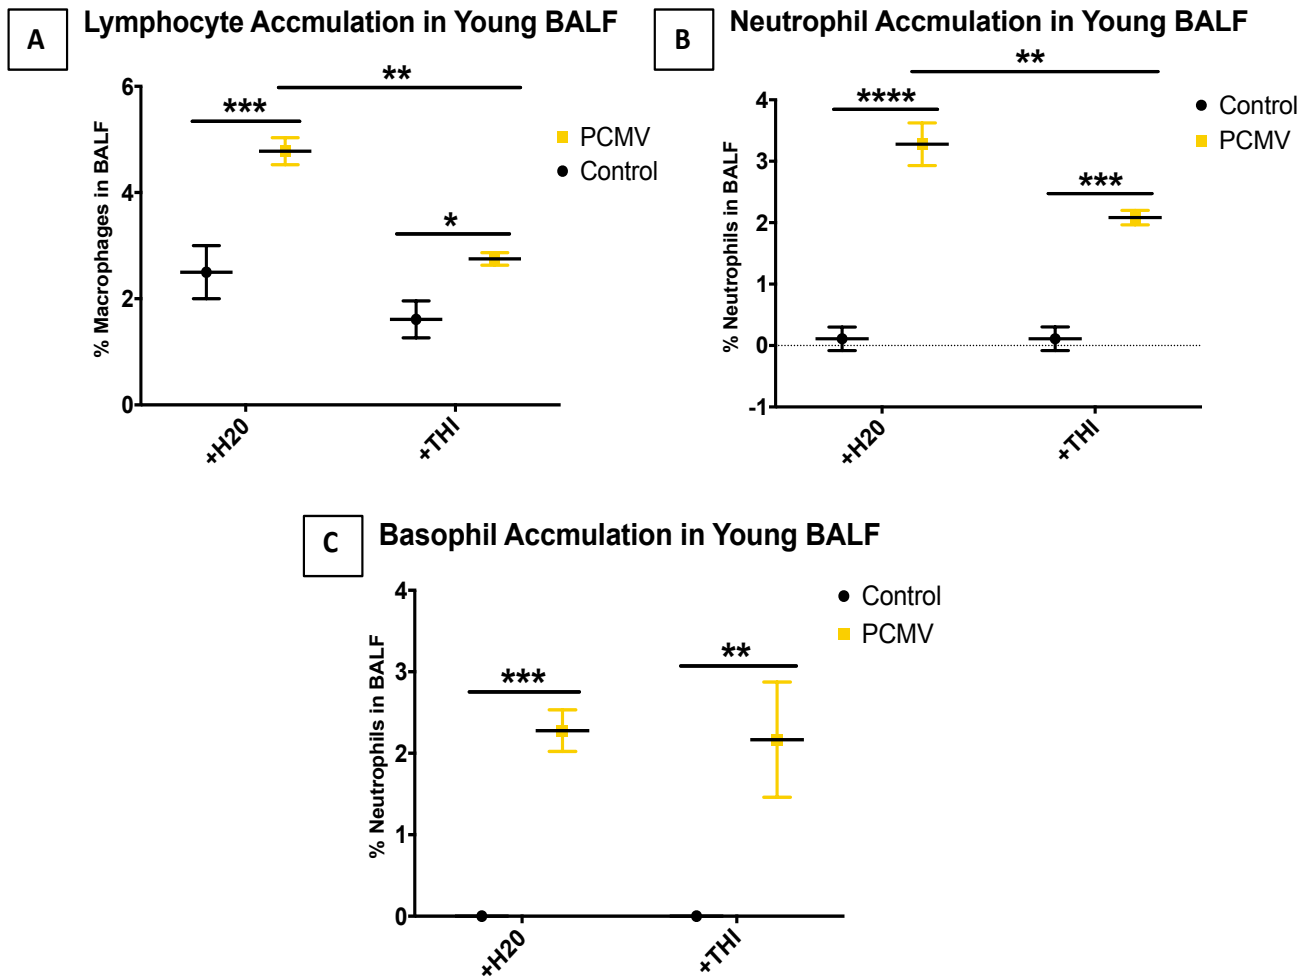 A
Lymphocyte Accmulation in Young BALF
% Macrophages in BALF
6
4
2
0
***
**
*
PCMV
Control
+H20
+THI
B
Neutrophil Accmulation in Young BALF
% Neutrophils in BALF
4
3
2
1
0
-1
****
**
***
Control
PCMV
+H20
+THI
C
Basophil Accmulation in Young BALF
% Neutrophils in BALF
4
3
2
1
0
***
**
Control
PCMV
+H20
+THI